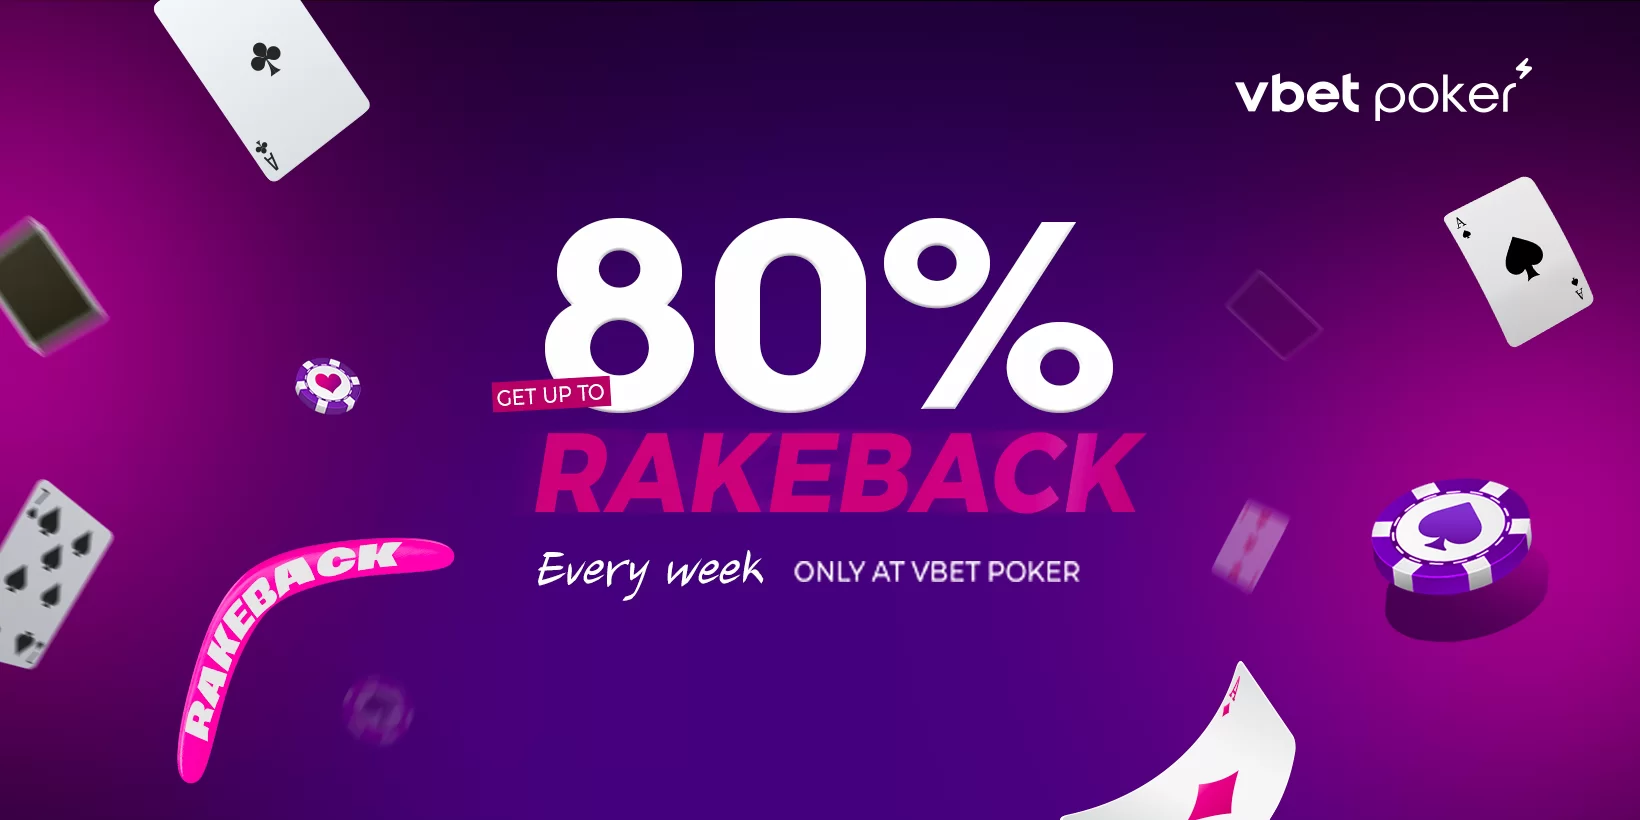 vbet poker
A
A
A
80%
GET UP TO
RAKEBACK
Every week ONLY AT VBET POKER
RAKEBACK
A